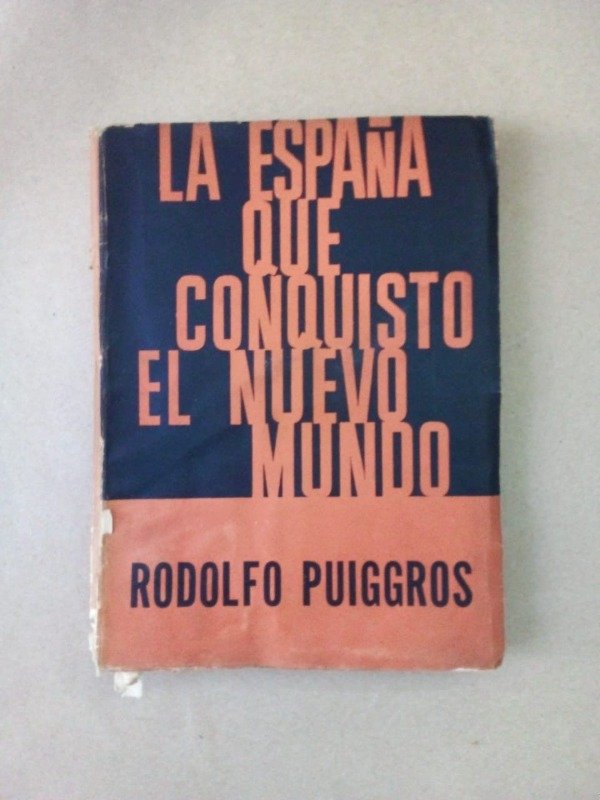 LA ESPAÑA
QUE
CONQUISTO
EL NUEVO
MUNDO
RODOLFO PUIGGROS